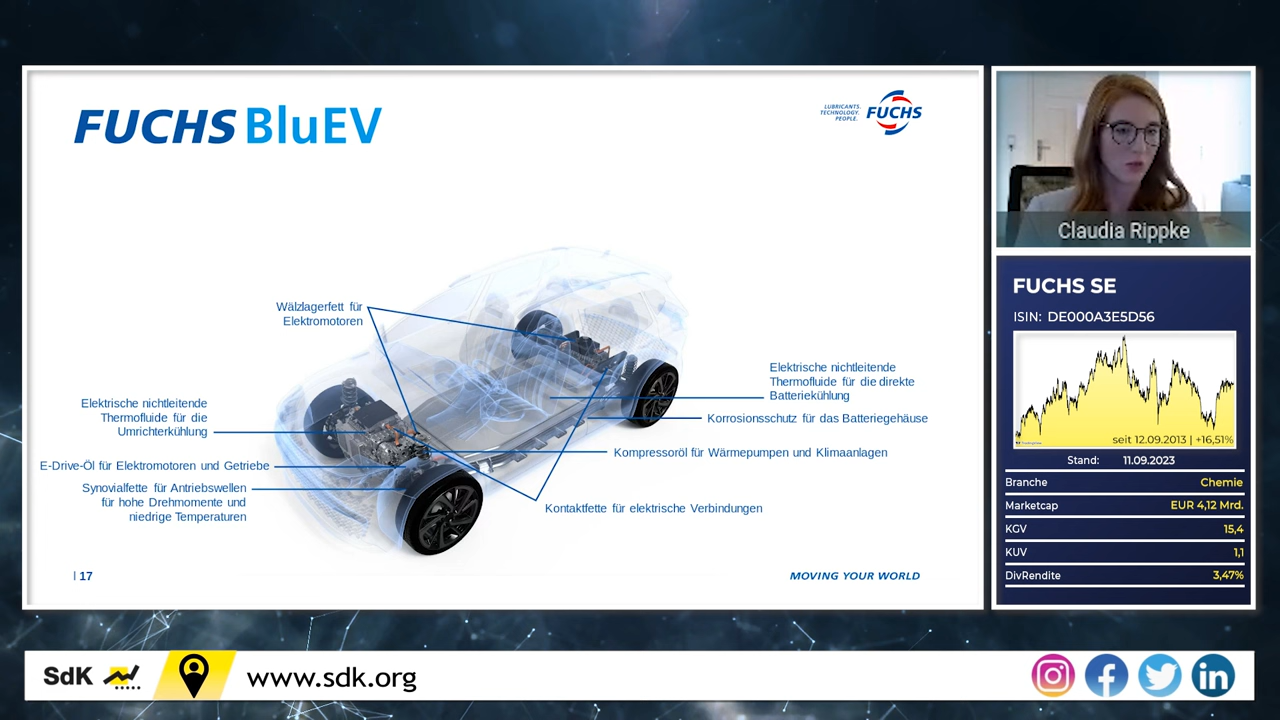 FUCHS BluEV
LUBRICANTS.
TECHNOLOGY.
PEOPLE.
FUCHS
Wälzlagerfett für
Elektromotoren
Elektrische nichtleitende
Thermofluide für die
Umrichterkühlung
E-Drive-Öl für Elektromotoren und Getriebe
Synovialfette für Antriebswellen
für hohe Drehmomente und
niedrige Temperaturen
Elektrische nichtleitende
Thermofluide für die direkte
Batteriekühlung
Korrosionsschutz für das Batteriegehäuse
Kompressoröl für Wärmepumpen und Klimaanlagen
Kontaktfette für elektrische Verbindungen
| 17
MOVING YOUR WORLD
Claudia Rippke
FUCHS SE
ISIN: DE000A3E5D56
seit 12.09.2013 | +16,51%
Stand: 11.09.2023
Branche Chemie
Marketcap EUR 4,12 Mrd.
KGV 15,4
KUV 1,1
DivRendite 3,47%
SdK
www.sdk.org